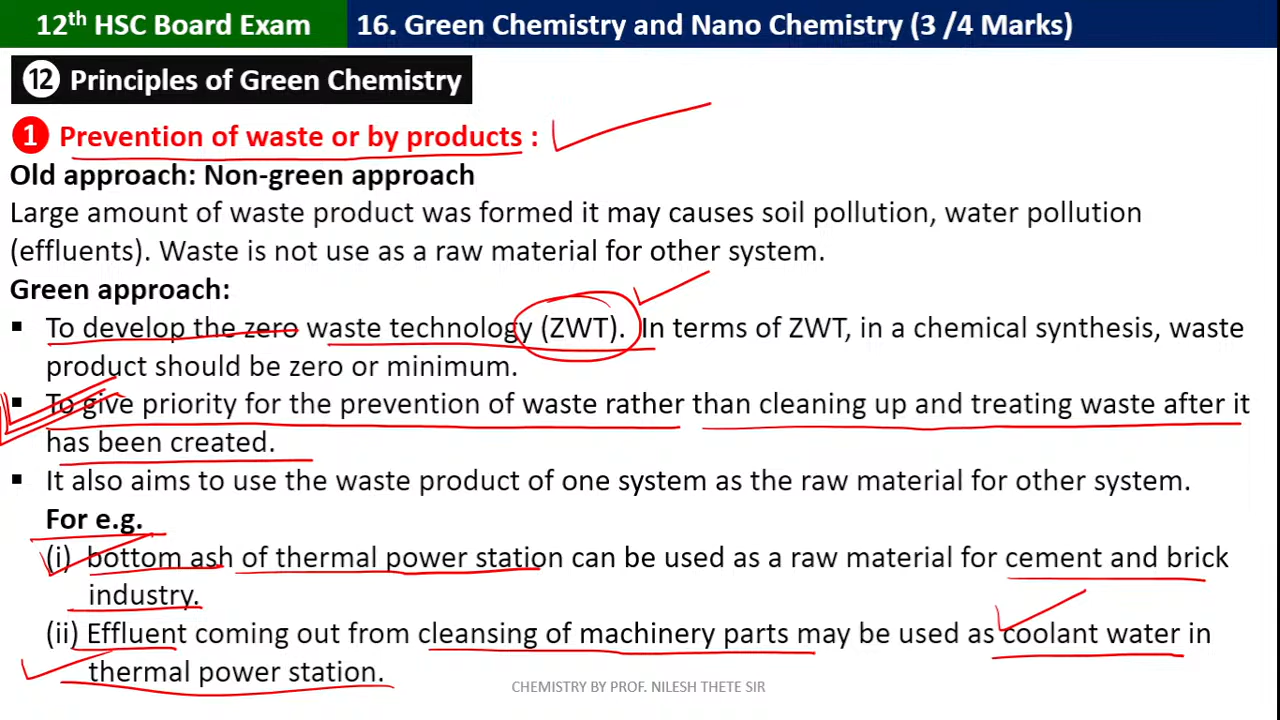 12th HSC Board Exam
16. Green Chemistry and Nano Chemistry (3 /4 Marks)
12 Principles of Green Chemistry
1 Prevention of waste or by products :
Old approach: Non-green approach
Large amount of waste product was formed it may causes soil pollution, water pollution
(effluents). Waste is not use as a raw material for other system.
Green approach:
▪ To develop the zero waste technology (ZWT). In terms of ZWT, in a chemical synthesis, waste
product should be zero or minimum.
▪ To give priority for the prevention of waste rather than cleaning up and treating waste after it
has been created.
▪ It also aims to use the waste product of one system as the raw material for other system.
For e.g.
(i) bottom ash of thermal power station can be used as a raw material for cement and brick
industry.
(ii) Effluent coming out from cleansing of machinery parts may be used as coolant water in
thermal power station.
CHEMISTRY BY PROF. NILESH THETE SIR